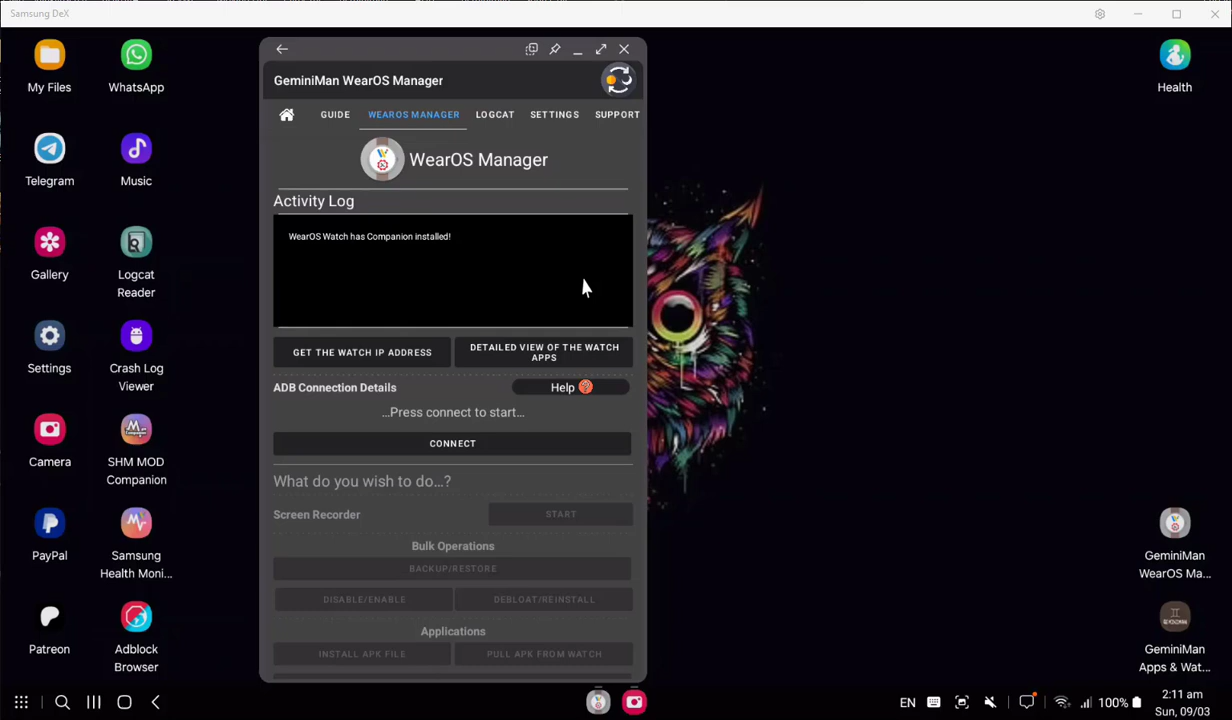 Samsung DeX
My Files
WhatsApp
Telegram
Music
Gallery
Logcat
Reader
Settings
Crash Log
Viewer
Camera
SHM MOD
Companion
PayPal
Samsung
Health Moni...
Patreon
Adblock
Browser
GeminiMan WearOS Manager
GUIDE
WEAROS MANAGER
LOGCAT
SETTINGS
SUPPORT
WearOS Manager
Activity Log
WearOS Watch has Companion installed!
GET THE WATCH IP ADDRESS
DETAILED VIEW OF THE WATCH
APPS
ADB Connection Details
Help
...Press connect to start...
CONNECT
What do you wish to do...?
Screen Recorder
START
Bulk Operations
BACKUP/RESTORE
DISABLE/ENABLE
DEBLOAT/REINSTALL
Applications
INSTALL APK FILE
PULL APK FROM WATCH
Health
GeminiMan
WearOS Ma...
GeminiMan
Apps & Wat...
EN
100%
2:11 am
Sun, 09/03